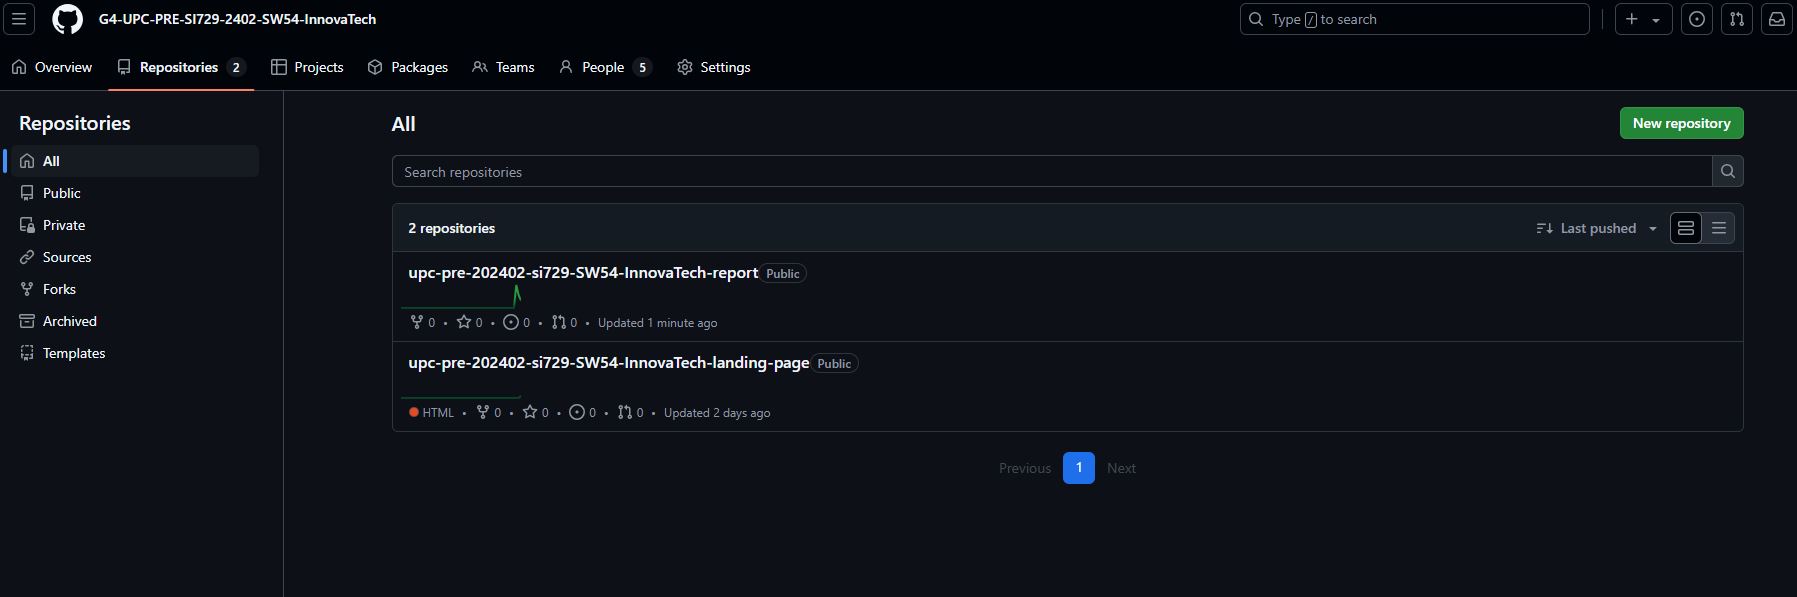 G4-UPC-PRE-SI729-2402-SW54-InnovaTech
Type / to search
Overview Repositories 2 Projects Packages Teams People 5 Settings
Repositories
All
Public
Private
Sources
Forks
Archived
Templates
All
New repository
Search repositories
2 repositories
Last pushed
upc-pre-202402-si729-SW54-InnovaTech-report Public
0 • 0 • 0 • 0 • Updated 1 minute ago
upc-pre-202402-si729-SW54-InnovaTech-landing-page Public
HTML • 0 • 0 • 0 • 0 • Updated 2 days ago
Previous 1 Next